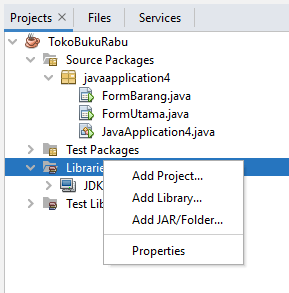 Projects × Files Services
TokoBukuRabu
Source Packages
javaapplication4
FormBarang.java
FormUtama.java
JavaApplication4.java
Test Packages
Librarie
Add Project...
JDK
Add Library...
Test Lib
Add JAR/Folder...
Properties